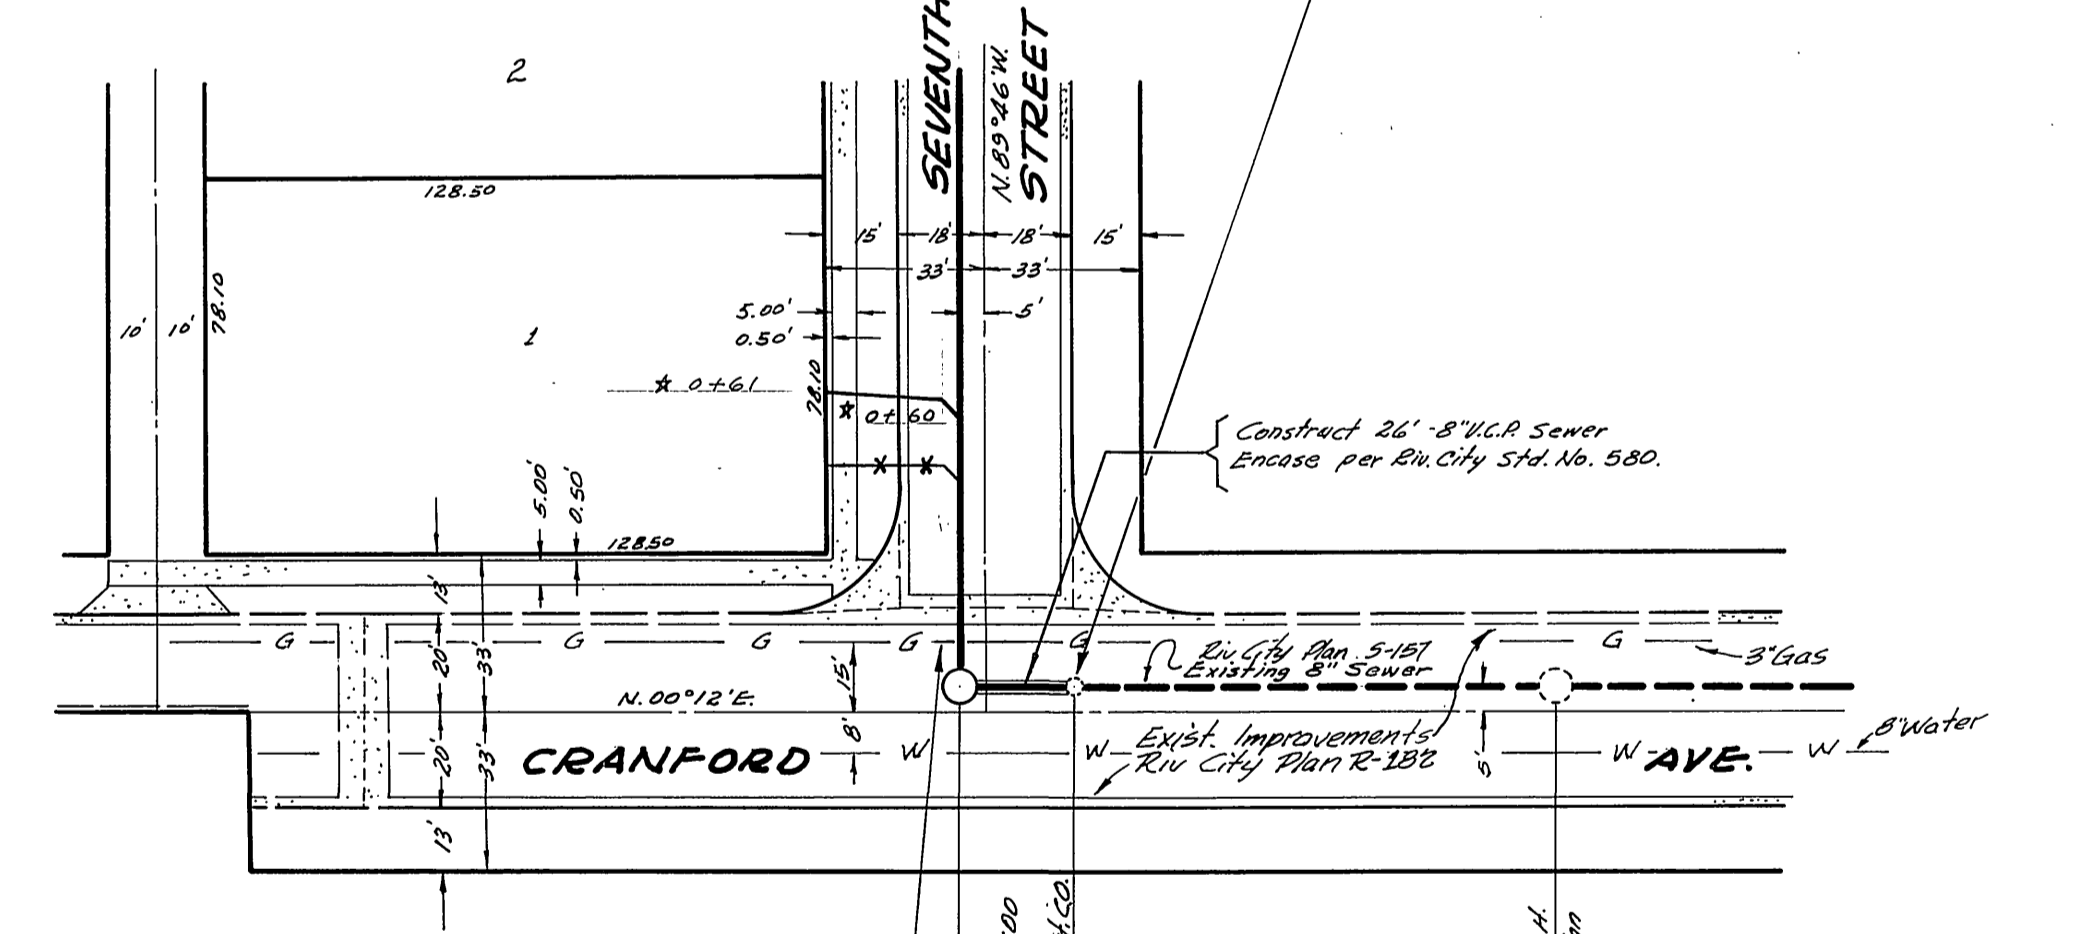 2
SEVENTH
N.89°46'W.
STREET
128.50
15'
18'
18'
15'
33'
33'
78.10
5.00'
5'
0.50'
10'
10'
1
☆ 0+61
78.10
☆ 0+60
Construct 26'-8"V.C.P. Sewer
Encase per Riv. City Std. No. 580.
5.00'
0.50'
128.50
13'
G G G G G G
Riv City Plan S-157
Existing 8" Sewer
3"Gas
20'
33'
15'
N.00°12'E.
8'
CRANFORD
W W W W
AVE.
8"Water
Exist. Improvements
Riv City Plan R-182
5'
20'
33'
13'
H.